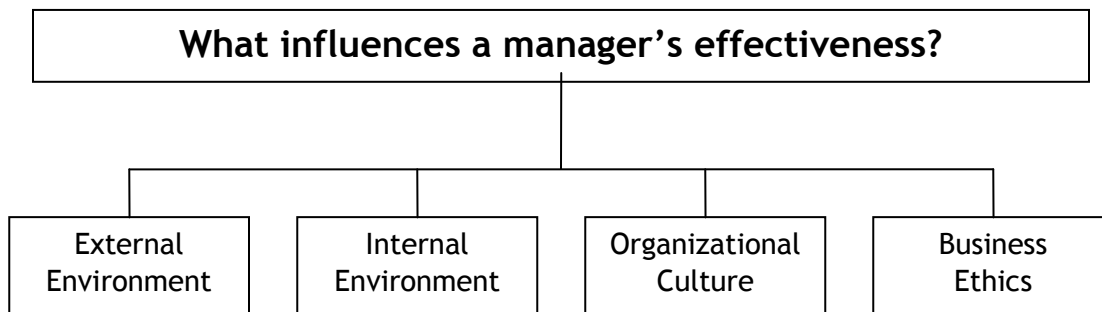 What influences a manager’s effectiveness?
External
Environment
Internal
Environment
Organizational
Culture
Business
Ethics